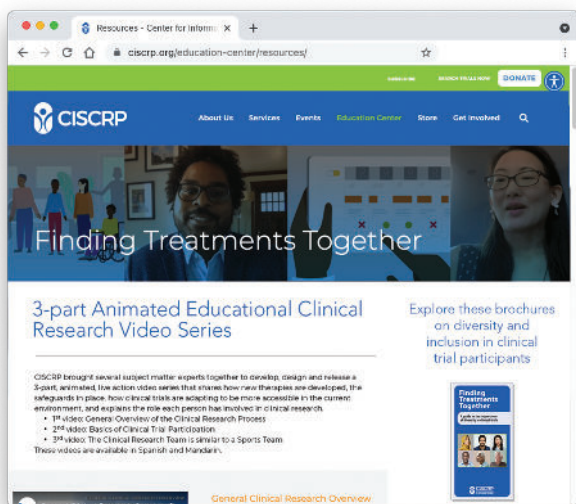 Resources - Center for Inform
ciscrp.org/education-center/resources/
SEARCH TRIALS NOW
DONATE
CISCRP
About Us Services Events Education Center Store Get Involved
Finding Treatments Together
3-part Animated Educational Clinical
Research Video Series
CISCRP brought several subject matter experts together to develop, design and release a
3-part, animated, live action video series that shares how new therapies are developed, the
safeguards in place, how clinical trials are adapting to be more accessible in the current
environment, and explains the role each person has involved in clinical research.
• 1st video: General Overview of the Clinical Research Process
• 2nd video: Basics of Clinical Trial Participation
• 3rd video: The Clinical Research Team is similar to a Sports Team
These videos are available in Spanish and Mandarin.
General Clinical Research Overview
Explore these brochures
on diversity and
inclusion in clinical
trial participants
Finding
Treatments
Together
CISCRP